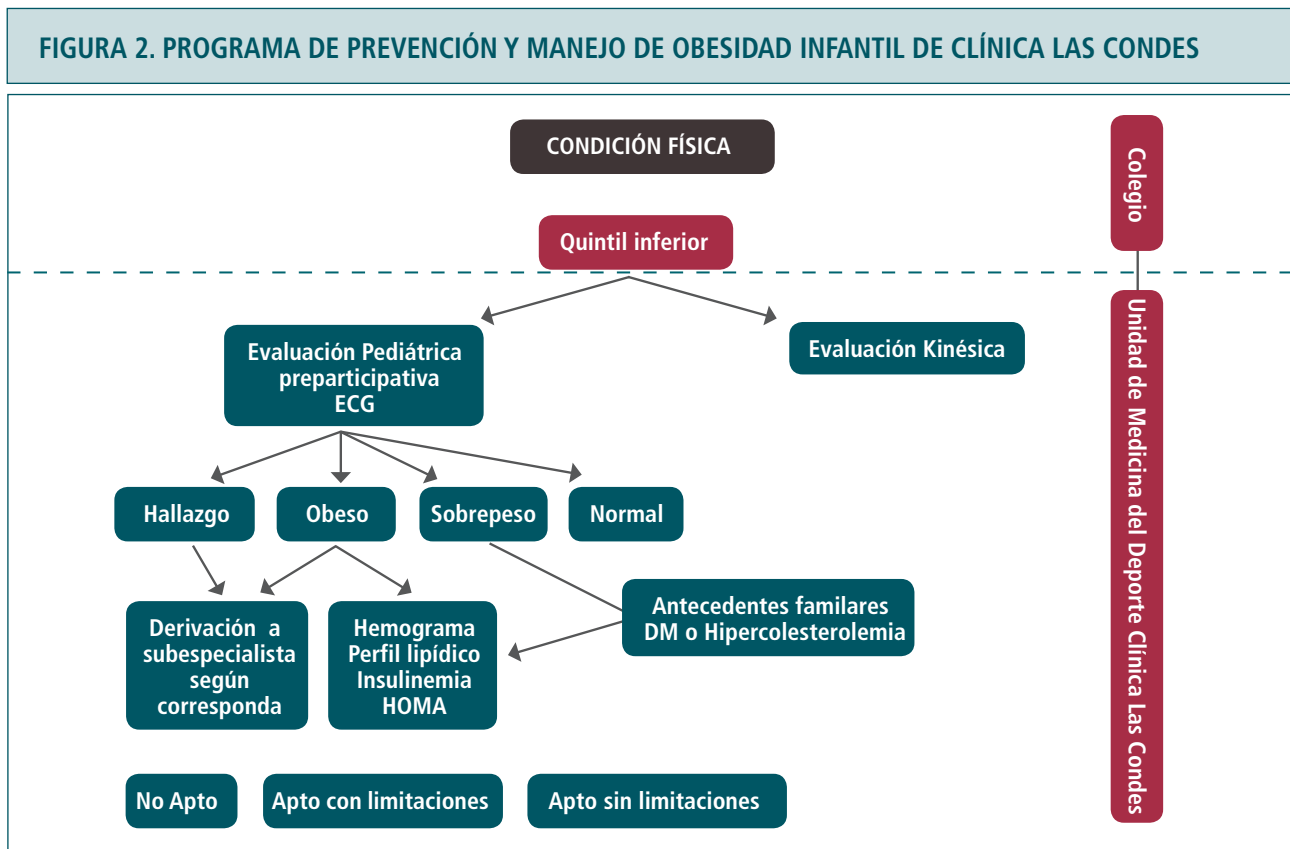 FIGURA 2. PROGRAMA DE PREVENCIÓN Y MANEJO DE OBESIDAD INFANTIL DE CLÍNICA LAS CONDES
CONDICIÓN FÍSICA
Colegio
Quintil inferior
Unidad de Medicina del Deporte Clínica Las Condes
Evaluación Pediátrica
preparticipativa
ECG
Evaluación Kinésica
Hallazgo
Obeso
Sobrepeso
Normal
Derivación a
subespecialista
según
corresponda
Hemograma
Perfil lipídico
Insulinemia
HOMA
Antecedentes familares
DM o Hipercolesterolemia
No Apto
Apto con limitaciones
Apto sin limitaciones